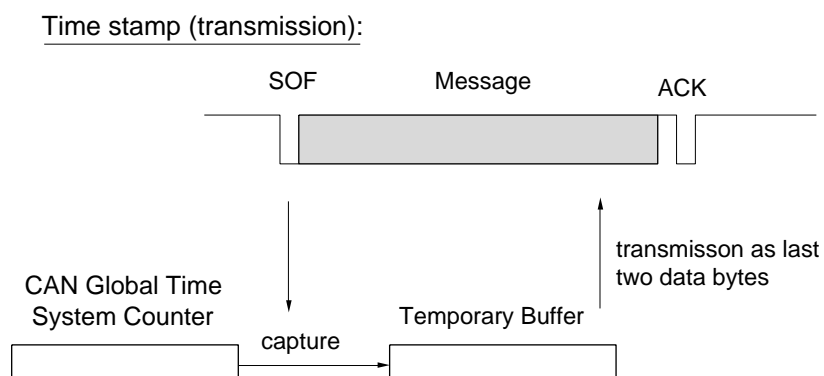 Time stamp (transmission):
SOF
Message
ACK
transmisson as last
two data bytes
CAN Global Time
System Counter
capture
Temporary Buffer